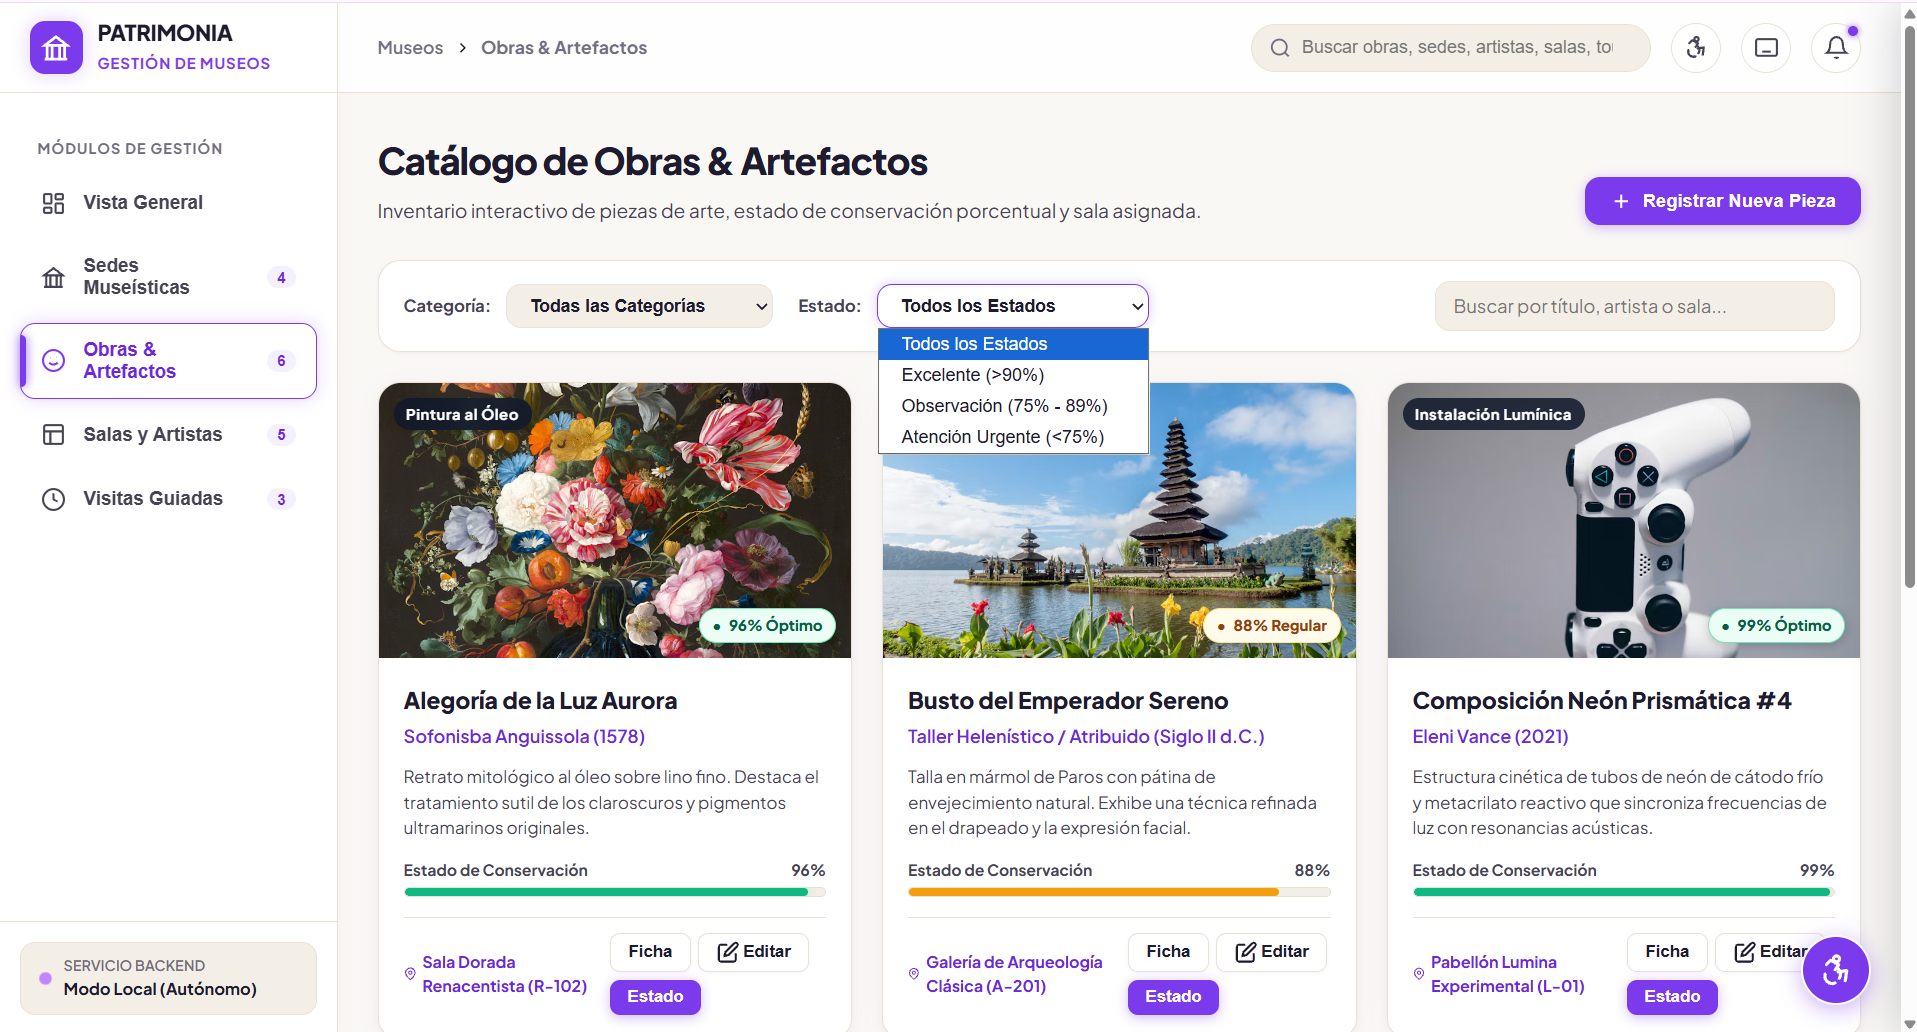 PATRIMONIA
GESTIÓN DE MUSEOS
Museos > Obras & Artefactos
Buscar obras, sedes, artistas, salas, to
MÓDULOS DE GESTIÓN
Vista General
Sedes
Museísticas
4
Obras &
Artefactos
6
Salas y Artistas
5
Visitas Guiadas
3
SERVICIO BACKEND
Modo Local (Autónomo)
Catálogo de Obras & Artefactos
Inventario interactivo de piezas de arte, estado de conservación porcentual y sala asignada.
+ Registrar Nueva Pieza
Categoría:
Todas las Categorías
Estado:
Todos los Estados
Todos los Estados
Excelente (>90%)
Observación (75% - 89%)
Atención Urgente (<75%)
Buscar por título, artista o sala...
Pintura al Óleo
96% Óptimo
Alegoría de la Luz Aurora
Sofonisba Anguissola (1578)
Retrato mitológico al óleo sobre lino fino. Destaca el
tratamiento sutil de los claroscuros y pigmentos
ultramarinos originales.
Estado de Conservación
96%
Sala Dorada
Renacentista (R-102)
Ficha
Editar
Estado
88% Regular
Busto del Emperador Sereno
Taller Helenístico / Atribuido (Siglo II d.C.)
Talla en mármol de Paros con pátina de
envejecimiento natural. Exhibe una técnica refinada
en el drapeado y la expresión facial.
Estado de Conservación
88%
Galería de Arqueología
Clásica (A-201)
Ficha
Editar
Estado
Instalación Lumínica
99% Óptimo
Composición Neón Prismática #4
Eleni Vance (2021)
Estructura cinética de tubos de neón de cátodo frío
y metacrilato reactivo que sincroniza frecuencias de
luz con resonancias acústicas.
Estado de Conservación
99%
Pabellón Lumina
Experimental (L-01)
Ficha
Editar
Estado